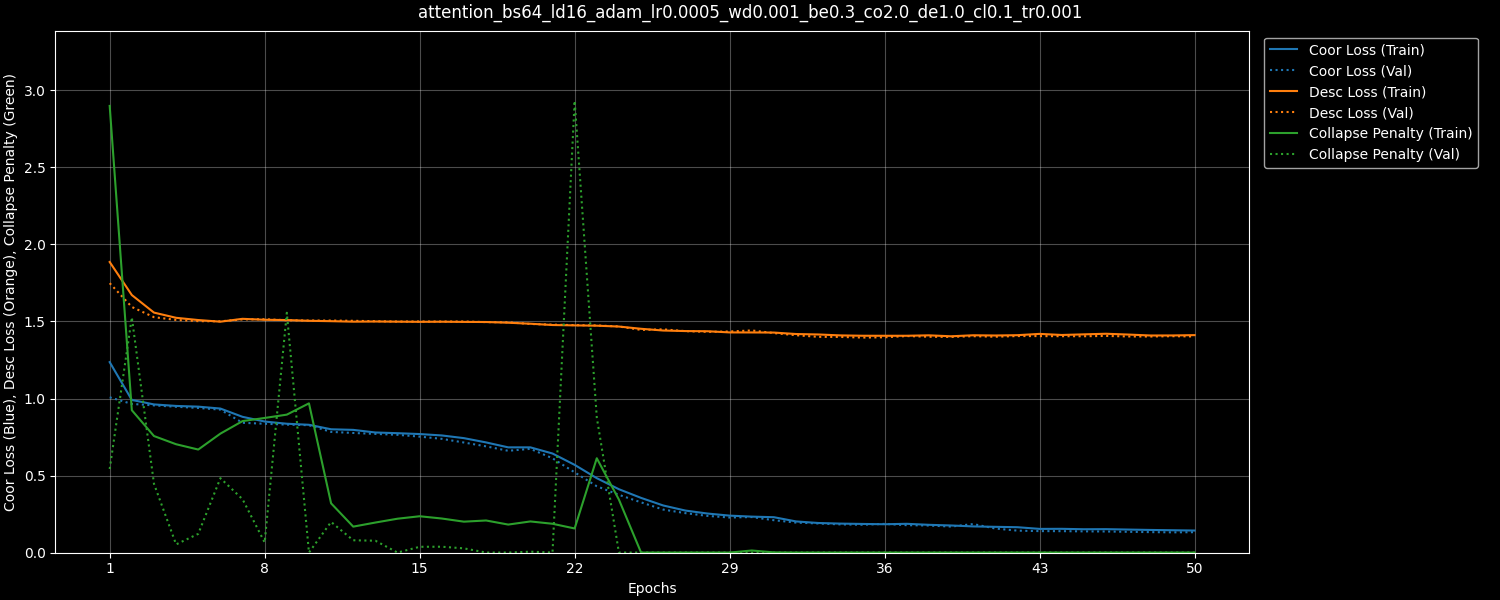 attention_bs64_ld16_adam_lr0.0005_wd0.001_be0.3_co2.0_de1.0_cl0.1_tr0.001
Coor Loss (Blue), Desc Loss (Orange), Collapse Penalty (Green)
3.0
2.5
2.0
1.5
1.0
0.5
0.0
1 8 15 22 29 36 43 50
Epochs
Coor Loss (Train)
Coor Loss (Val)
Desc Loss (Train)
Desc Loss (Val)
Collapse Penalty (Train)
Collapse Penalty (Val)